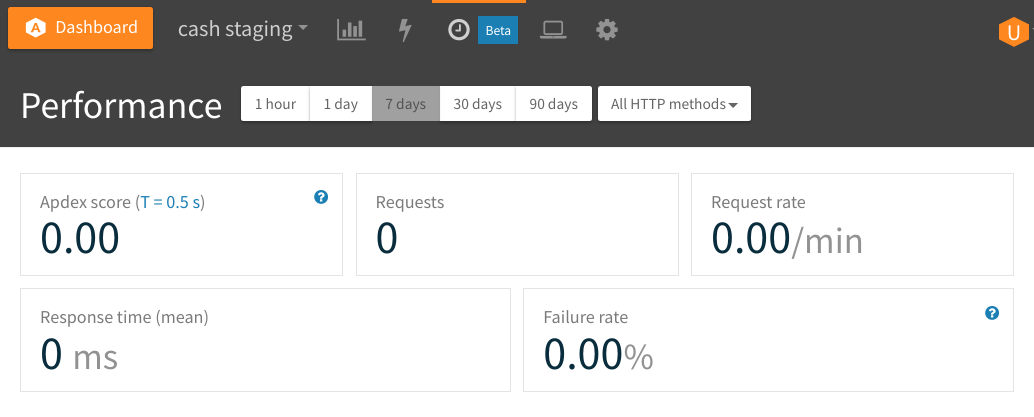 A Dashboard cash staging Beta U
Performance 1 hour 1 day 7 days 30 days 90 days All HTTP methods
Apdex score (T = 0.5 s) ?
0.00
Requests
0
Request rate
0.00/min
Response time (mean)
0 ms
Failure rate ?
0.00%